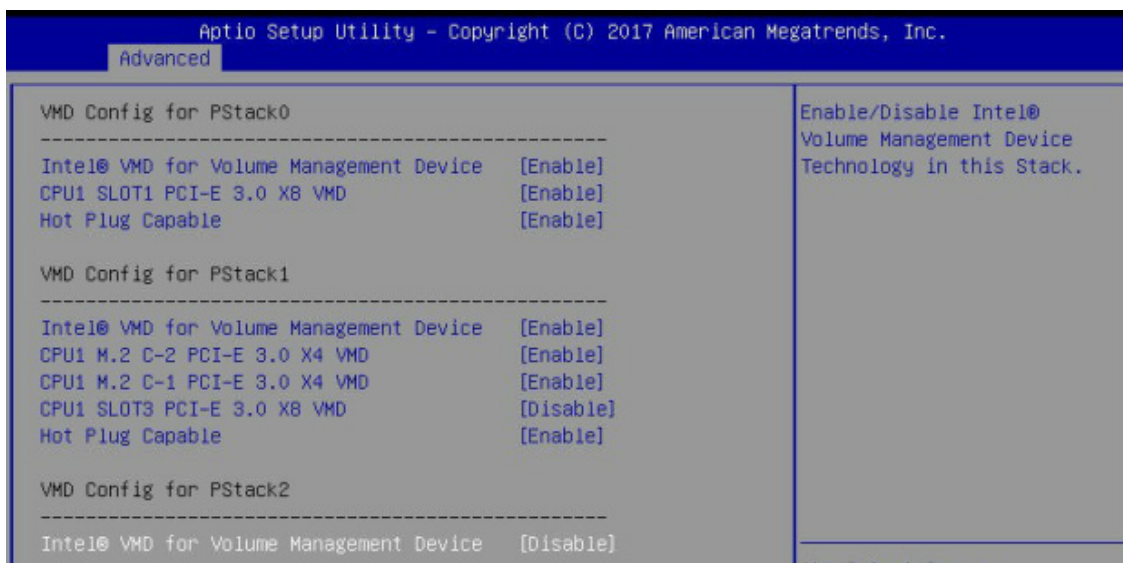 Aptio Setup Utility – Copyright (C) 2017 American Megatrends, Inc.
Advanced
VMD Config for PStack0
--------------------------------------------------
Intel® VMD for Volume Management Device [Enable]
CPU1 SLOT1 PCI-E 3.0 X8 VMD [Enable]
Hot Plug Capable [Enable]
VMD Config for PStack1
--------------------------------------------------
Intel® VMD for Volume Management Device [Enable]
CPU1 M.2 C-2 PCI-E 3.0 X4 VMD [Enable]
CPU1 M.2 C-1 PCI-E 3.0 X4 VMD [Enable]
CPU1 SLOT3 PCI-E 3.0 X8 VMD [Disable]
Hot Plug Capable [Enable]
VMD Config for PStack2
--------------------------------------------------
Intel® VMD for Volume Management Device [Disable]
Enable/Disable Intel®
Volume Management Device
Technology in this Stack.